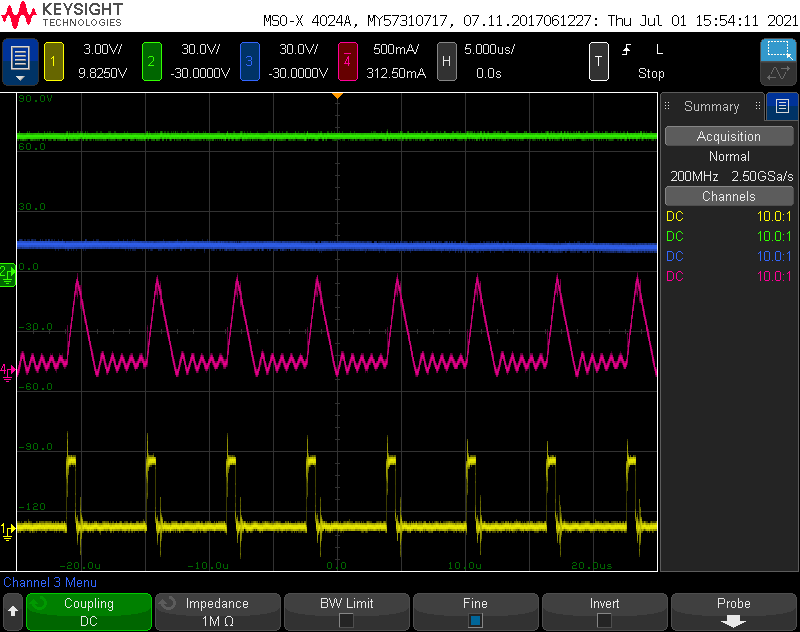 KEYSIGHT
TECHNOLOGIES
MSO-X 4024A, MY57310717, 07.11.2017061227: Thu Jul 01 15:54:11 2021
1 3.00V/ 2 30.0V/ 3 30.0V/ 4 500mA/ H 5.000us/ T L
9.8250V -30.0000V -30.0000V 312.50mA 0.0s Stop
90.0V
60.0
30.0
0.0
-30.0
-60.0
-90.0
-120
2
4
1
-20.0u -10.0u 0.0 10.0u 20.0u
Summary
Acquisition
Normal
200MHz 2.50GSa/s
Channels
DC 10.0:1
DC 10.0:1
DC 10.0:1
DC 10.0:1
Channel 3 Menu
Coupling Impedance BW Limit Fine Invert Probe
DC 1M Ω